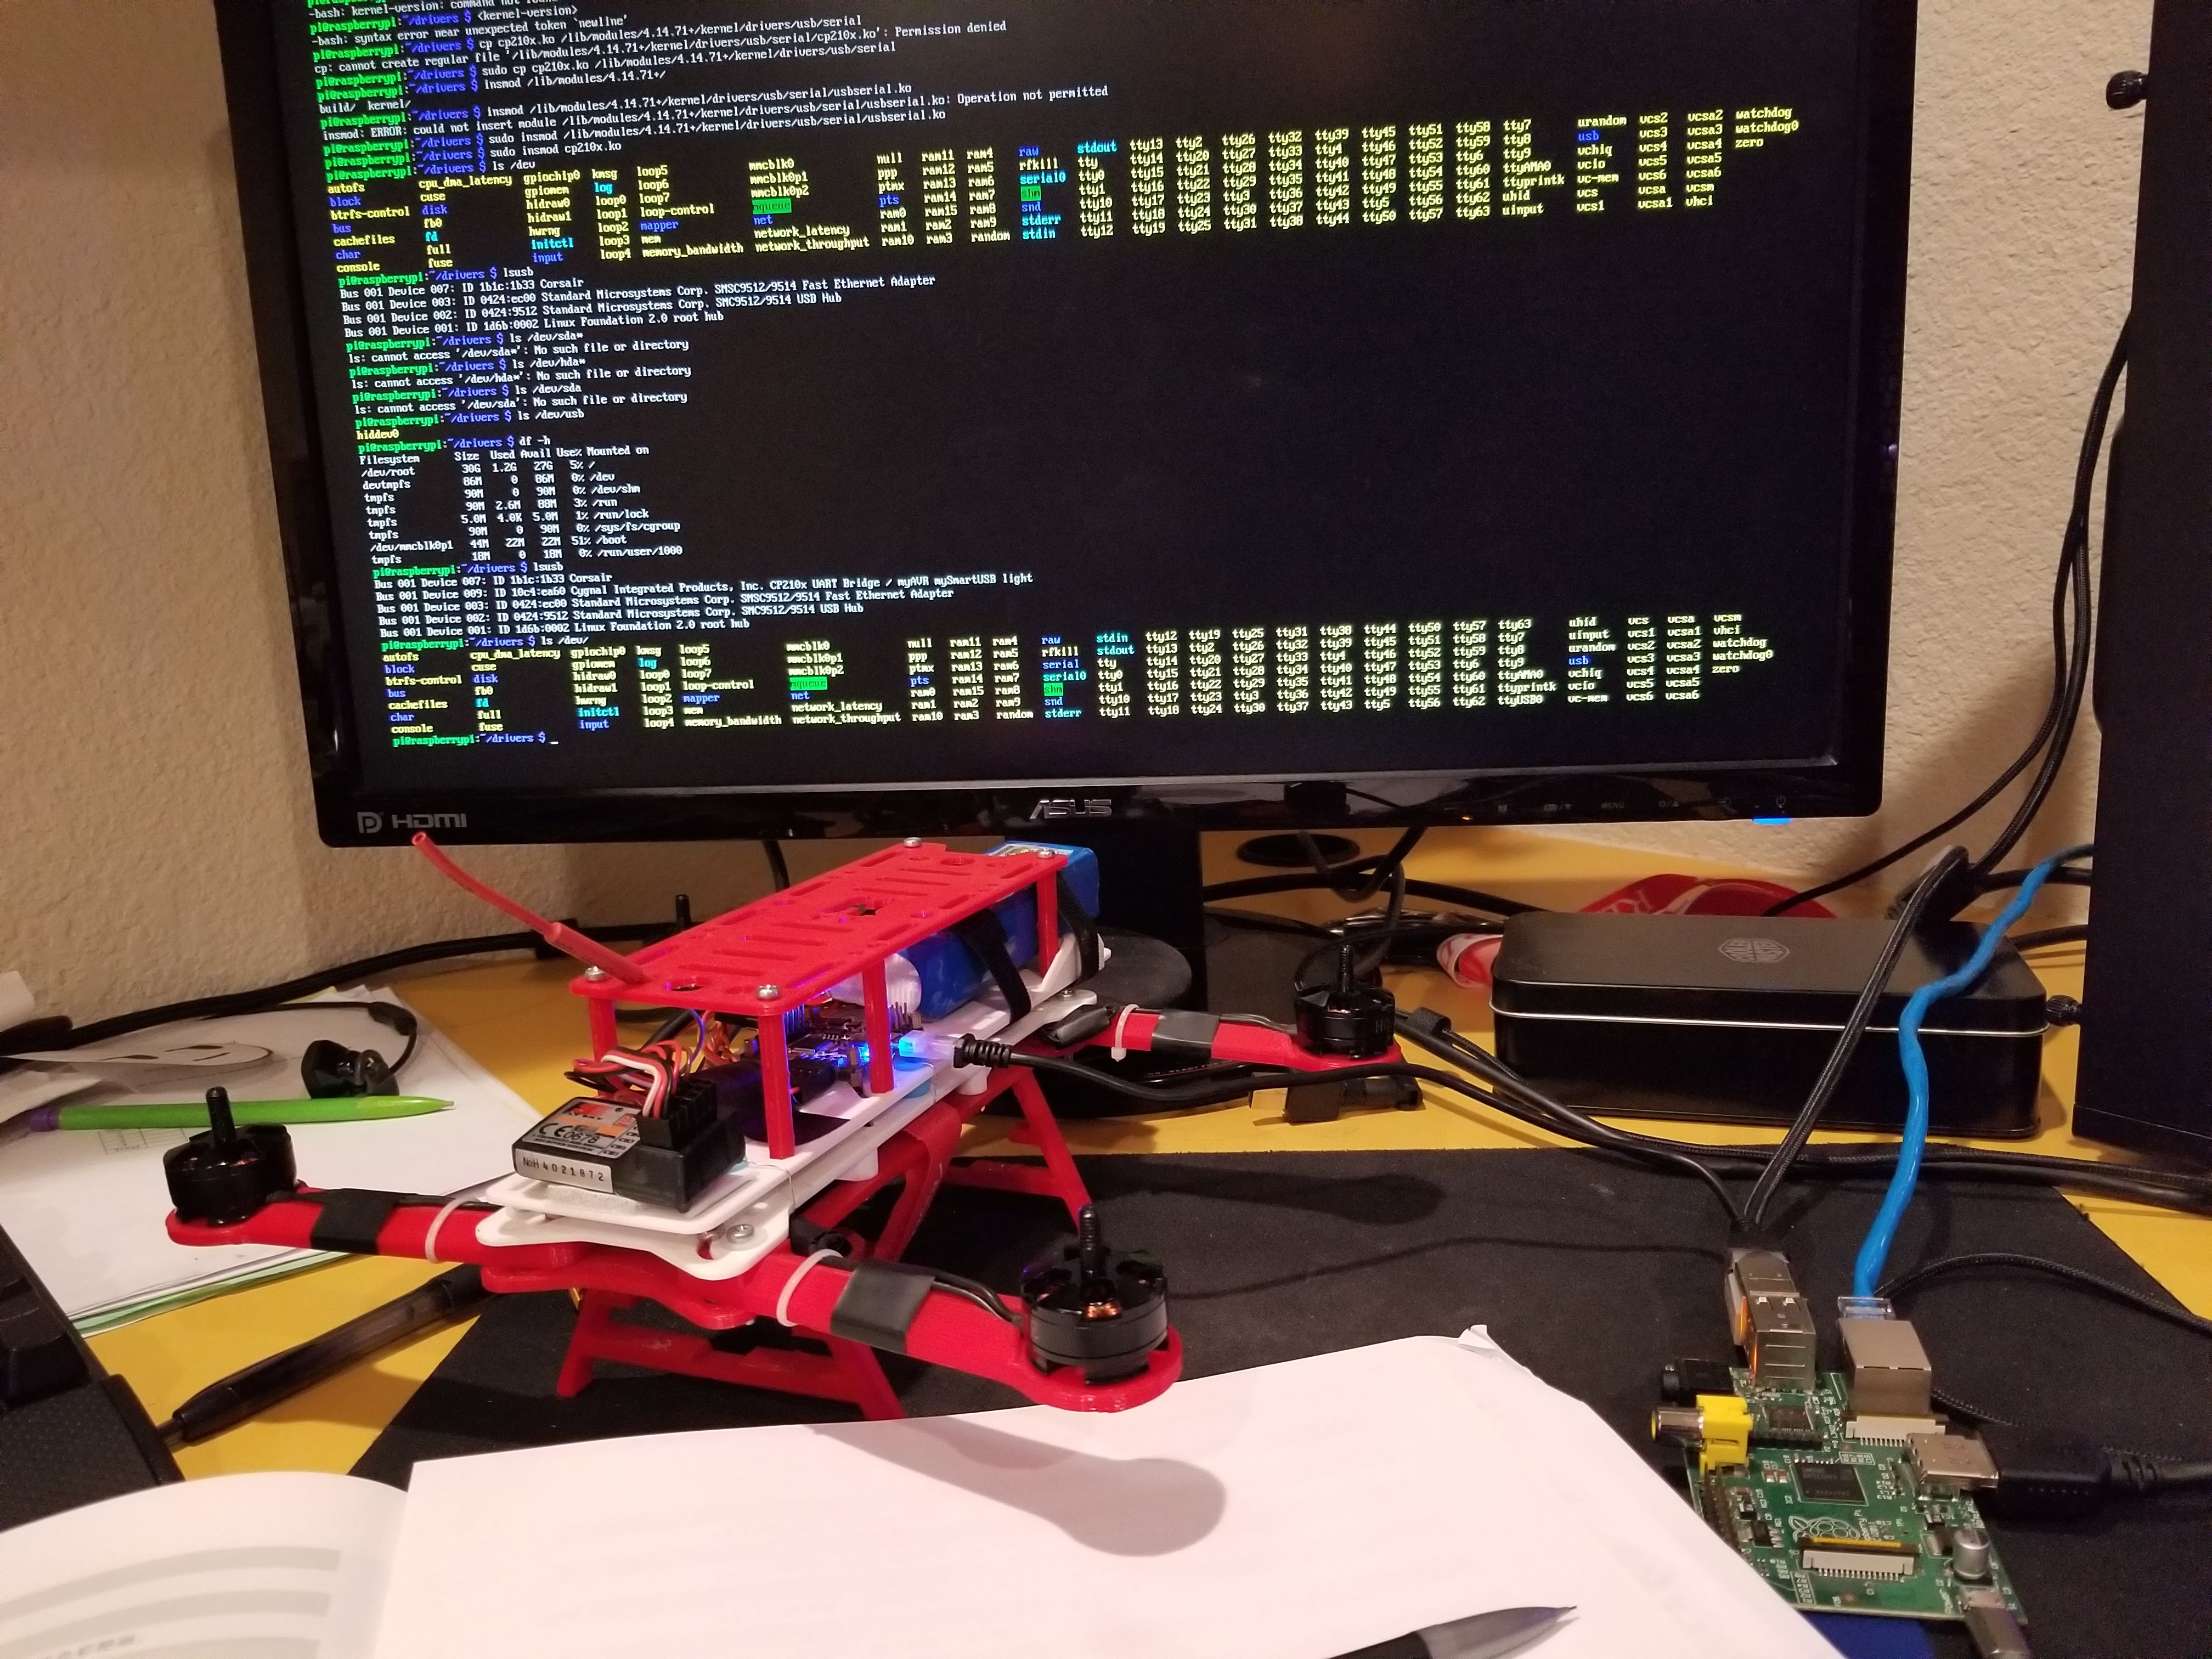 -bash: kernel-version: command not found
pi@raspberrypi:~/drivers $ <kernel-version>
-bash: syntax error near unexpected token `newline'
pi@raspberrypi:~/drivers $ cp cp210x.ko /lib/modules/4.14.71+/kernel/drivers/usb/serial
cp: cannot create regular file '/lib/modules/4.14.71+/kernel/drivers/usb/serial/cp210x.ko': Permission denied
pi@raspberrypi:~/drivers $ sudo cp cp210x.ko /lib/modules/4.14.71+/kernel/drivers/usb/serial
pi@raspberrypi:~/drivers $ insmod /lib/modules/4.14.71+/
build/ kernel/
pi@raspberrypi:~/drivers $ insmod /lib/modules/4.14.71+/kernel/drivers/usb/serial/usbserial.ko
insmod: ERROR: could not insert module /lib/modules/4.14.71+/kernel/drivers/usb/serial/usbserial.ko: Operation not permitted
pi@raspberrypi:~/drivers $ sudo insmod /lib/modules/4.14.71+/kernel/drivers/usb/serial/usbserial.ko
pi@raspberrypi:~/drivers $ sudo insmod cp210x.ko
pi@raspberrypi:~/drivers $ ls /dev
autofs cpu_dma_latency gpiochip0 kmsg loop5 mmcblk0 null ram11 ram4 raw stdout tty13 tty2 tty26 tty32 tty39 tty45 tty51 tty58 tty7 urandom vcs2 vcsa2 watchdog
block cuse gpiomem log loop6 mmcblk0p1 ppp ram12 ram5 rfkill tty tty14 tty20 tty27 tty33 tty4 tty46 tty52 tty59 tty8 usb vcs3 vcsa3 watchdog0
btrfs-control disk hidraw0 loop0 loop7 mmcblk0p2 ptmx ram13 ram6 serial0 tty0 tty15 tty21 tty28 tty34 tty40 tty47 tty53 tty6 tty9 vchiq vcs4 vcsa4 zero
bus fb0 hidraw1 loop1 loop-control mqueue pts ram14 ram7 shm tty1 tty16 tty22 tty29 tty35 tty41 tty48 tty54 tty60 ttyAMA0 vcio vcs5 vcsa5
cachefiles fd hwrng loop2 mapper net ram0 ram15 ram8 snd tty10 tty17 tty23 tty3 tty36 tty42 tty49 tty55 tty61 ttyprintk vc-mem vcs6 vcsa6
char full initctl loop3 mem network_latency ram1 ram2 ram9 stderr tty11 tty18 tty24 tty30 tty37 tty43 tty5 tty56 tty62 uhid vcs vcsa vcsm
console fuse input loop4 memory_bandwidth network_throughput ram10 ram3 random stdin tty12 tty19 tty25 tty31 tty38 tty44 tty50 tty57 tty63 uinput vcs1 vcsa1 vhci
pi@raspberrypi:~/drivers $ lsusb
Bus 001 Device 007: ID 1b1c:1b33 Corsair
Bus 001 Device 003: ID 0424:ec00 Standard Microsystems Corp. SMSC9512/9514 Fast Ethernet Adapter
Bus 001 Device 002: ID 0424:9512 Standard Microsystems Corp. SMC9512/9514 USB Hub
Bus 001 Device 001: ID 1d6b:0002 Linux Foundation 2.0 root hub
pi@raspberrypi:~/drivers $ ls /dev/sda*
ls: cannot access '/dev/sda*': No such file or directory
pi@raspberrypi:~/drivers $ ls /dev/hda*
ls: cannot access '/dev/hda*': No such file or directory
pi@raspberrypi:~/drivers $ ls /dev/sda
ls: cannot access '/dev/sda': No such file or directory
pi@raspberrypi:~/drivers $ ls /dev/usb
hiddev0
pi@raspberrypi:~/drivers $ df -h
Filesystem Size Used Avail Use% Mounted on
/dev/root 30G 1.2G 27G 5% /
devtmpfs 86M 0 86M 0% /dev
tmpfs 90M 0 90M 0% /dev/shm
tmpfs 90M 2.6M 88M 3% /run
tmpfs 5.0M 4.0K 5.0M 1% /run/lock
tmpfs 90M 0 90M 0% /sys/fs/cgroup
/dev/mmcblk0p1 44M 22M 22M 51% /boot
tmpfs 18M 0 18M 0% /run/user/1000
pi@raspberrypi:~/drivers $ lsusb
Bus 001 Device 007: ID 1b1c:1b33 Corsair
Bus 001 Device 009: ID 10c4:ea60 Cygnal Integrated Products, Inc. CP210x UART Bridge / myAVR mySmartUSB light
Bus 001 Device 003: ID 0424:ec00 Standard Microsystems Corp. SMSC9512/9514 Fast Ethernet Adapter
Bus 001 Device 002: ID 0424:9512 Standard Microsystems Corp. SMC9512/9514 USB Hub
Bus 001 Device 001: ID 1d6b:0002 Linux Foundation 2.0 root hub
pi@raspberrypi:~/drivers $ ls /dev/
autofs cpu_dma_latency gpiochip0 kmsg loop5 mmcblk0 null ram11 ram4 raw stdin tty12 tty19 tty25 tty31 tty38 tty44 tty50 tty57 tty63 uhid vcs vcsa vcsm
block cuse gpiomem log loop6 mmcblk0p1 ppp ram12 ram5 rfkill stdout tty13 tty2 tty26 tty32 tty39 tty45 tty51 tty58 tty7 uinput vcs1 vcsa1 vhci
btrfs-control disk hidraw0 loop0 loop7 mmcblk0p2 ptmx ram13 ram6 serial tty tty14 tty20 tty27 tty33 tty4 tty46 tty52 tty59 tty8 urandom vcs2 vcsa2 watchdog
bus fb0 hidraw1 loop1 loop-control mqueue pts ram14 ram7 serial0 tty0 tty15 tty21 tty28 tty34 tty40 tty47 tty53 tty6 tty9 usb vcs3 vcsa3 watchdog0
cachefiles fd hwrng loop2 mapper net ram0 ram15 ram8 shm tty1 tty16 tty22 tty29 tty35 tty41 tty48 tty54 tty60 ttyAMA0 vchiq vcs4 vcsa4 zero
char full initctl loop3 mem network_latency ram1 ram2 ram9 snd tty10 tty17 tty23 tty3 tty36 tty42 tty49 tty55 tty61 ttyprintk vcio vcs5 vcsa5
console fuse input loop4 memory_bandwidth network_throughput ram10 ram3 random stderr tty11 tty18 tty24 tty30 tty37 tty43 tty5 tty56 tty62 ttyUSB0 vc-mem vcs6 vcsa6
pi@raspberrypi:~/drivers $ _
HDMI
ASUS
MENU
COOLER MASTER
CE0678
N:H4021872